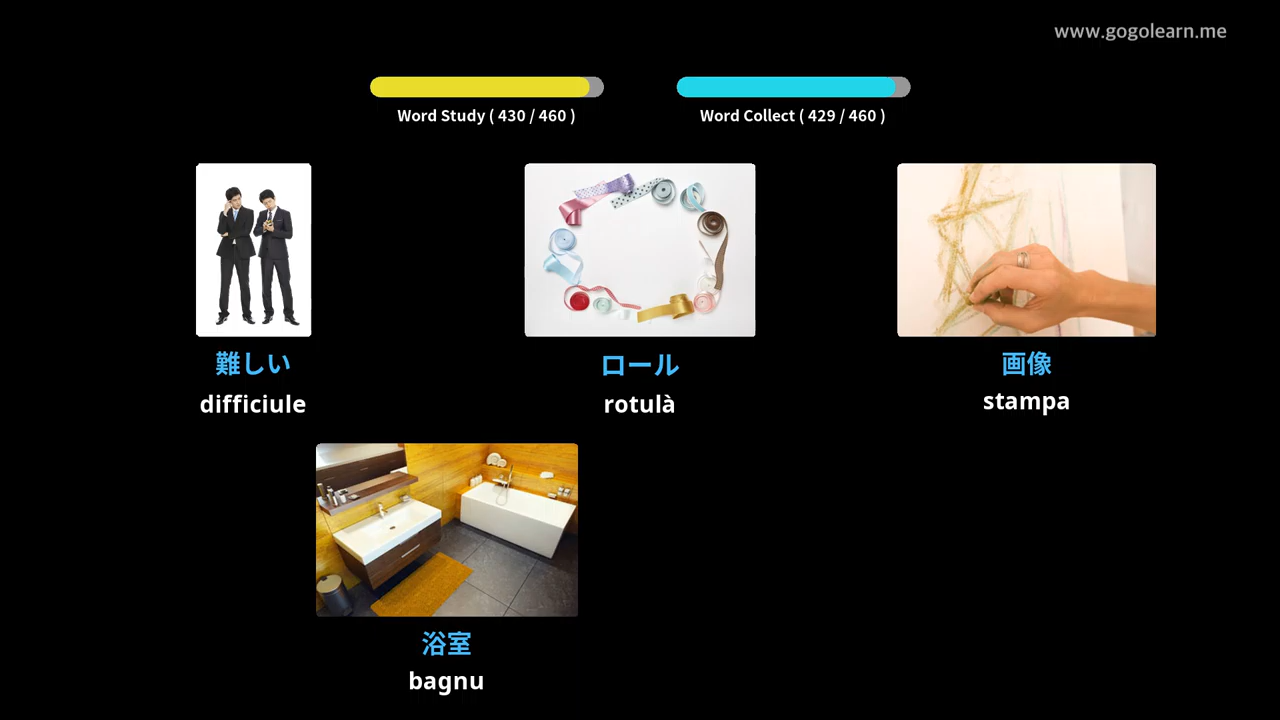 www.gogolearn.me
Word Study ( 430 / 460 )
Word Collect ( 429 / 460 )
難しい
difficiule
ロール
rotulà
画像
stampa
浴室
bagnu